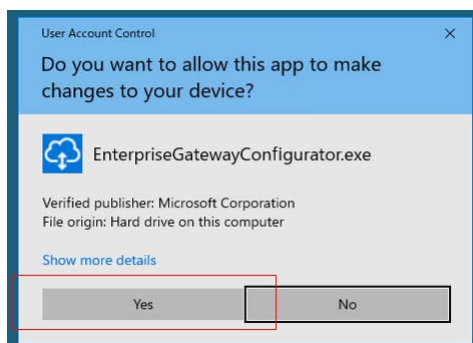 User Account Control
Do you want to allow this app to make
changes to your device?
EnterpriseGatewayConfigurator.exe
Verified publisher: Microsoft Corporation
File origin: Hard drive on this computer
Show more details
Yes
No